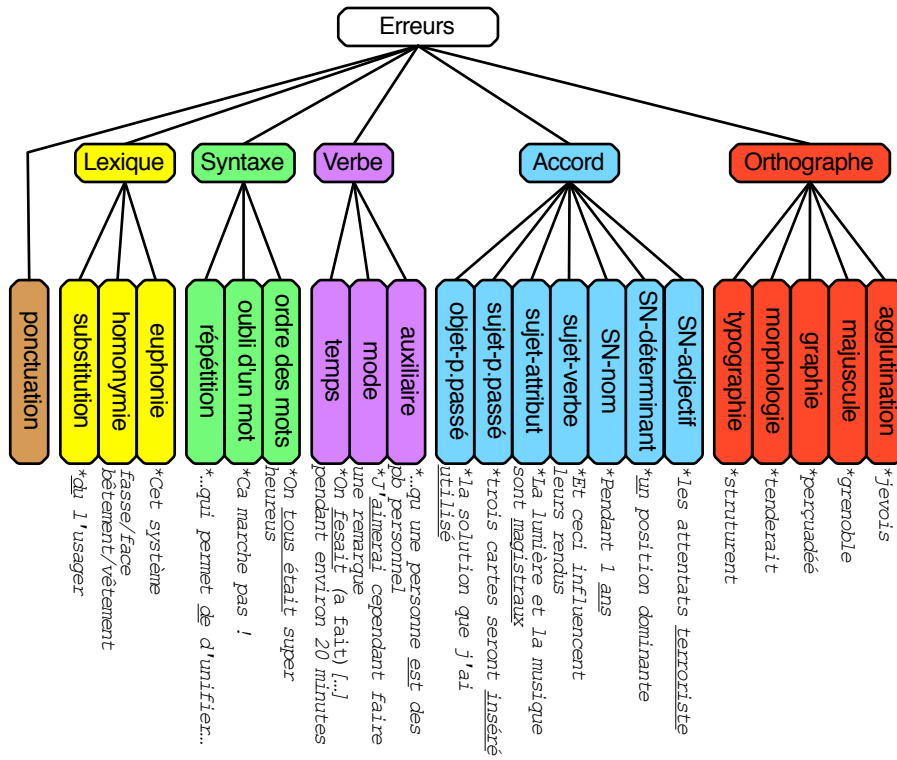 Erreurs
Lexique
Syntaxe
Verbe
Accord
Orthographe
ponctuation
substitution
homonymie
euphonie
répétition
oubli d'un mot
ordre des mots
temps
mode
auxiliaire
objet-p.passé
sujet-p.passé
sujet-attribut
sujet-verbe
SN-nom
SN-déterminant
SN-adjectif
typographie
morphologie
graphie
majuscule
agglutination
*du l'usager
bêtement/vêtement
fasse/face
*Cet système
*...qui permet de d'unifier...
*Ca marche pas !
*On tous était super
heureus
*On fesait (a fait) [...]
pendant environ 20 minutes
*J'aimerai cependant faire
une remarque
*...qu une personne est des
pb personnel
*la solution que j'ai
utilisé
*trois cartes seront inséré
*La lumière et la musique
sont magistraux
*Et ceci influencent
leurs rendus
*Pendant 1 ans
*un position dominante
*les attentats terroriste
*struturent
*tenderait
*perçuadéé
*grenoble
*jevois